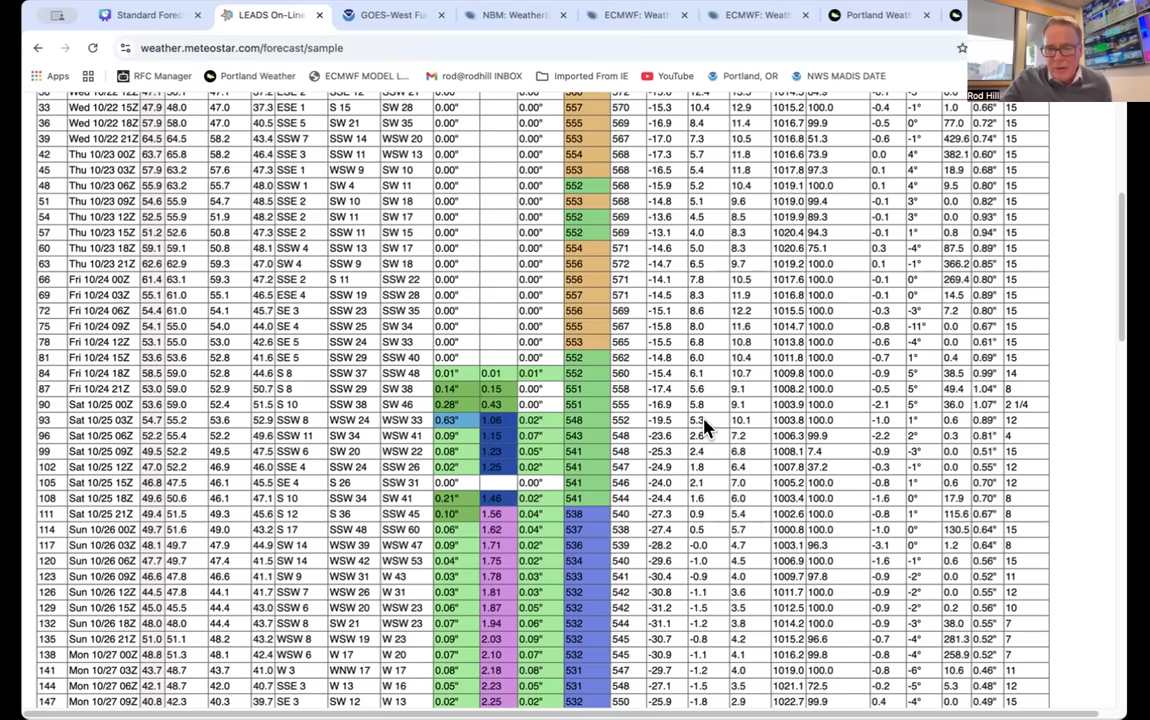 Standard Forec
LEADS On-Line
GOES-West Fu
NBM: WeatherB
ECMWF: Weat
ECMWF: Weat
Portland Weat
weather.meteostar.com/forecast/sample
Apps
RFC Manager
Portland Weather
ECMWF MODEL L...
rod@rodhill INBOX
Imported From IE
YouTube
Portland, OR
NWS MADIS DATE
Rod Hill
33 Wed 10/22 15Z 47.9 48.0 47.0 37.3 ESE 1 S 15 SW 28 0.00" 0.00" 557 570 -15.3 10.4 12.9 1015.2 84.9 -0.4 -1° 1.0 0.66" 15
36 Wed 10/22 18Z 57.9 58.0 47.0 40.5 SSE 5 SW 21 SW 35 0.00" 0.00" 555 569 -16.9 8.4 11.4 1016.7 99.9 -0.5 0° 77.0 0.72" 15
39 Wed 10/22 21Z 64.5 64.5 58.2 43.4 SSW 7 SSW 14 WSW 20 0.00" 0.00" 553 567 -17.0 7.3 10.5 1016.8 51.3 -0.6 -1° 429.6 0.74" 15
42 Thu 10/23 00Z 63.7 65.8 58.2 46.4 SSE 3 SSW 11 WSW 13 0.00" 0.00" 554 568 -17.3 5.7 11.8 1016.6 73.9 0.0 4° 382.1 0.60" 15
45 Thu 10/23 03Z 57.9 63.2 57.6 47.3 SSE 1 WSW 9 SW 10 0.00" 0.00" 553 568 -16.5 5.4 11.8 1017.8 97.3 0.1 4° 18.9 0.68" 15
48 Thu 10/23 06Z 55.9 63.2 55.7 48.0 SSW 1 SW 4 SW 11 0.00" 0.00" 552 568 -15.9 5.2 10.4 1019.1 100.0 0.1 4° 9.5 0.80" 15
51 Thu 10/23 09Z 54.6 55.9 54.7 48.5 SSE 2 SW 10 SW 18 0.00" 0.00" 553 568 -14.8 5.1 9.6 1019.0 99.4 -0.1 3° 0.0 0.82" 15
54 Thu 10/23 12Z 52.5 55.9 51.9 48.2 SSE 2 SSW 11 SW 17 0.00" 0.00" 552 569 -13.6 4.5 8.5 1019.9 89.3 -0.1 3° 0.0 0.93" 15
57 Thu 10/23 15Z 51.2 52.6 50.8 47.3 SSE 2 SSW 11 SW 15 0.00" 0.00" 552 569 -13.1 4.0 8.3 1020.4 94.3 -0.1 1° 0.8 0.94" 15
60 Thu 10/23 18Z 59.1 59.1 50.8 48.1 SSW 4 SSW 13 SW 17 0.00" 0.00" 554 571 -14.6 5.0 8.3 1020.6 75.1 0.3 -4° 87.5 0.89" 15
63 Thu 10/23 21Z 62.6 62.9 59.3 47.0 SW 4 SSW 9 SW 18 0.00" 0.00" 556 572 -14.5 6.5 9.7 1019.2 64.3 0.1 -1° 366.2 0.85" 15
66 Fri 10/24 00Z 61.4 63.1 59.3 47.2 SSE 2 S 11 SSW 22 0.00" 0.00" 556 571 -14.1 7.8 10.5 1017.6 100.0 -0.1 0° 269.4 0.80" 15
69 Fri 10/24 03Z 55.1 61.0 55.1 46.5 ESE 4 SSW 19 SSW 28 0.00" 0.00" 557 571 -14.5 8.3 11.9 1016.8 100.0 -0.1 0° 14.5 0.89" 15
72 Fri 10/24 06Z 54.4 61.0 54.1 45.7 SE 3 SSW 23 SSW 35 0.00" 0.00" 556 569 -15.1 8.6 12.2 1015.5 100.0 -0.3 -3° 7.2 0.80" 15
75 Fri 10/24 09Z 54.1 55.0 54.0 44.0 SE 4 SSW 25 SW 34 0.00" 0.00" 555 567 -15.8 8.0 11.6 1014.7 100.0 -0.8 -11° 0.0 0.67" 15
78 Fri 10/24 12Z 53.1 55.0 53.0 42.6 SE 5 SSW 24 SSW 33 0.00" 0.00" 553 565 -15.5 6.8 10.8 1013.3 100.0 -0.6 -4° 0.0 0.61" 15
81 Fri 10/24 15Z 53.6 53.6 52.8 41.6 SE 5 SSW 29 SSW 40 0.00" 0.00" 552 562 -14.8 6.0 10.4 1011.8 100.0 -0.7 1° 0.4 0.69" 15
84 Fri 10/24 18Z 58.5 59.0 52.8 44.6 S 8 SSW 37 SSW 48 0.01" 0.01 0.01" 552 560 -15.4 6.1 10.7 1009.8 100.0 -0.9 5° 38.5 0.99" 14
87 Fri 10/24 21Z 53.0 59.0 52.9 50.7 S 8 SSW 29 SW 38 0.14" 0.15 0.00" 551 558 -17.4 5.6 9.1 1008.2 100.0 -0.5 5° 49.4 1.04" 8
90 Sat 10/25 00Z 53.6 59.0 52.4 51.5 S 10 SSW 38 SW 46 0.28" 0.43 0.00" 551 555 -16.9 5.8 9.1 1003.8 100.0 -2.1 5° 36.0 1.07" 2 1/4
93 Sat 10/25 03Z 54.7 55.2 53.6 52.9 SSW 8 WSW 24 WSW 33 0.63" 1.06 0.02" 548 552 -19.5 5.3 10.1 1003.9 100.0 -1.0 1° 0.6 0.89" 12
96 Sat 10/25 06Z 52.2 55.4 52.2 49.6 SSW 11 SW 34 WSW 41 0.09" 1.15 0.07" 543 548 -23.6 2.6 7.2 1006.3 99.9 -2.2 2° 0.3 0.81" 4
99 Sat 10/25 09Z 49.5 52.2 49.5 47.5 SSW 6 SW 20 WSW 22 0.08" 1.23 0.02" 541 548 -25.3 2.4 6.8 1008.1 7.4 -0.9 -3° 0.0 0.51" 15
102 Sat 10/25 12Z 47.0 52.2 46.9 46.0 SSE 4 WSW 24 WSW 26 0.02" 1.25 0.02" 541 547 -24.9 1.8 6.4 1007.8 37.2 -0.3 -1° 0.0 0.55" 12
105 Sat 10/25 15Z 46.8 47.5 46.1 45.5 SE 4 S 26 SSW 31 0.00" 0.00" 541 546 -24.0 2.1 7.0 1005.2 100.0 -0.8 1° 0.6 0.70" 12
108 Sat 10/25 18Z 49.6 50.6 46.1 47.1 S 10 SSW 34 SW 41 0.21" 1.46 0.02" 541 544 -24.4 1.6 6.0 1003.4 100.0 -1.6 1° 17.9 0.70" 8
111 Sat 10/25 21Z 49.4 51.5 49.3 45.6 S 12 S 36 SSW 45 0.10" 1.56 0.04" 538 540 -27.3 0.9 5.4 1002.6 100.0 -0.8 1° 115.6 0.67" 8
114 Sun 10/26 00Z 49.7 51.6 49.0 43.2 S 17 SSW 48 SSW 60 0.06" 1.62 0.04" 537 538 -27.4 0.5 5.7 1000.8 100.0 -1.0 0° 130.5 0.64" 15
117 Sun 10/26 03Z 48.1 49.7 47.9 44.9 SW 14 WSW 39 WSW 47 0.09" 1.71 0.05" 536 539 -28.2 -0.0 4.7 1003.1 96.3 -3.1 0° 1.2 0.64" 8
120 Sun 10/26 06Z 47.7 49.7 47.4 41.5 SW 14 WSW 42 WSW 53 0.04" 1.75 0.02" 534 540 -29.6 -1.0 4.5 1006.9 100.0 -1.6 -1° 0.6 0.56" 15
123 Sun 10/26 09Z 46.6 47.8 46.6 41.1 SW 9 WSW 31 W 43 0.03" 1.78 0.03" 533 541 -30.4 -0.9 4.0 1009.7 97.8 -0.9 0° 0.0 0.52" 11
126 Sun 10/26 12Z 44.5 47.8 44.1 41.7 SSW 7 WSW 26 W 31 0.03" 1.81 0.03" 532 542 -30.8 -1.1 3.6 1011.7 100.0 -0.9 0° 0.0 0.55" 12
129 Sun 10/26 15Z 45.0 45.5 44.4 43.0 SSW 6 WSW 20 WSW 23 0.06" 1.87 0.05" 532 542 -31.2 -1.5 3.5 1012.5 100.0 -0.9 0° 0.2 0.56" 10
132 Sun 10/26 18Z 48.0 48.0 44.4 43.7 SSW 8 SW 21 WSW 23 0.07" 1.94 0.05" 532 544 -31.1 -1.2 3.8 1014.2 100.0 -0.9 -3° 38.0 0.55" 7
135 Sun 10/26 21Z 51.0 51.1 48.2 43.2 WSW 8 WSW 19 W 23 0.09" 2.03 0.05" 532 545 -30.7 -0.8 4.2 1015.2 96.6 -0.7 -4° 281.3 0.52" 7
138 Mon 10/27 00Z 48.8 51.3 48.1 42.4 WSW 6 W 17 W 20 0.07" 2.10 0.05" 532 545 -30.9 -1.1 4.1 1016.2 99.8 -0.8 -4° 258.9 0.52" 7
141 Mon 10/27 03Z 43.7 48.7 43.7 41.0 W 3 WNW 17 W 17 0.08" 2.18 0.08" 531 547 -29.7 -1.2 4.0 1019.0 100.0 -0.8 -6° 10.6 0.46" 11
144 Mon 10/27 06Z 42.1 48.7 42.0 40.7 SSE 3 W 13 W 16 0.05" 2.23 0.05" 531 548 -27.1 -1.5 3.5 1021.1 72.5 -0.2 -5° 5.3 0.48" 12
147 Mon 10/27 09Z 40.8 42.3 40.3 39.7 SSE 3 SW 12 W 13 0.02" 2.25 0.02" 532 550 -25.9 -1.8 2.9 1022.7 99.9 0.4 -4° 0.0 0.49" 15